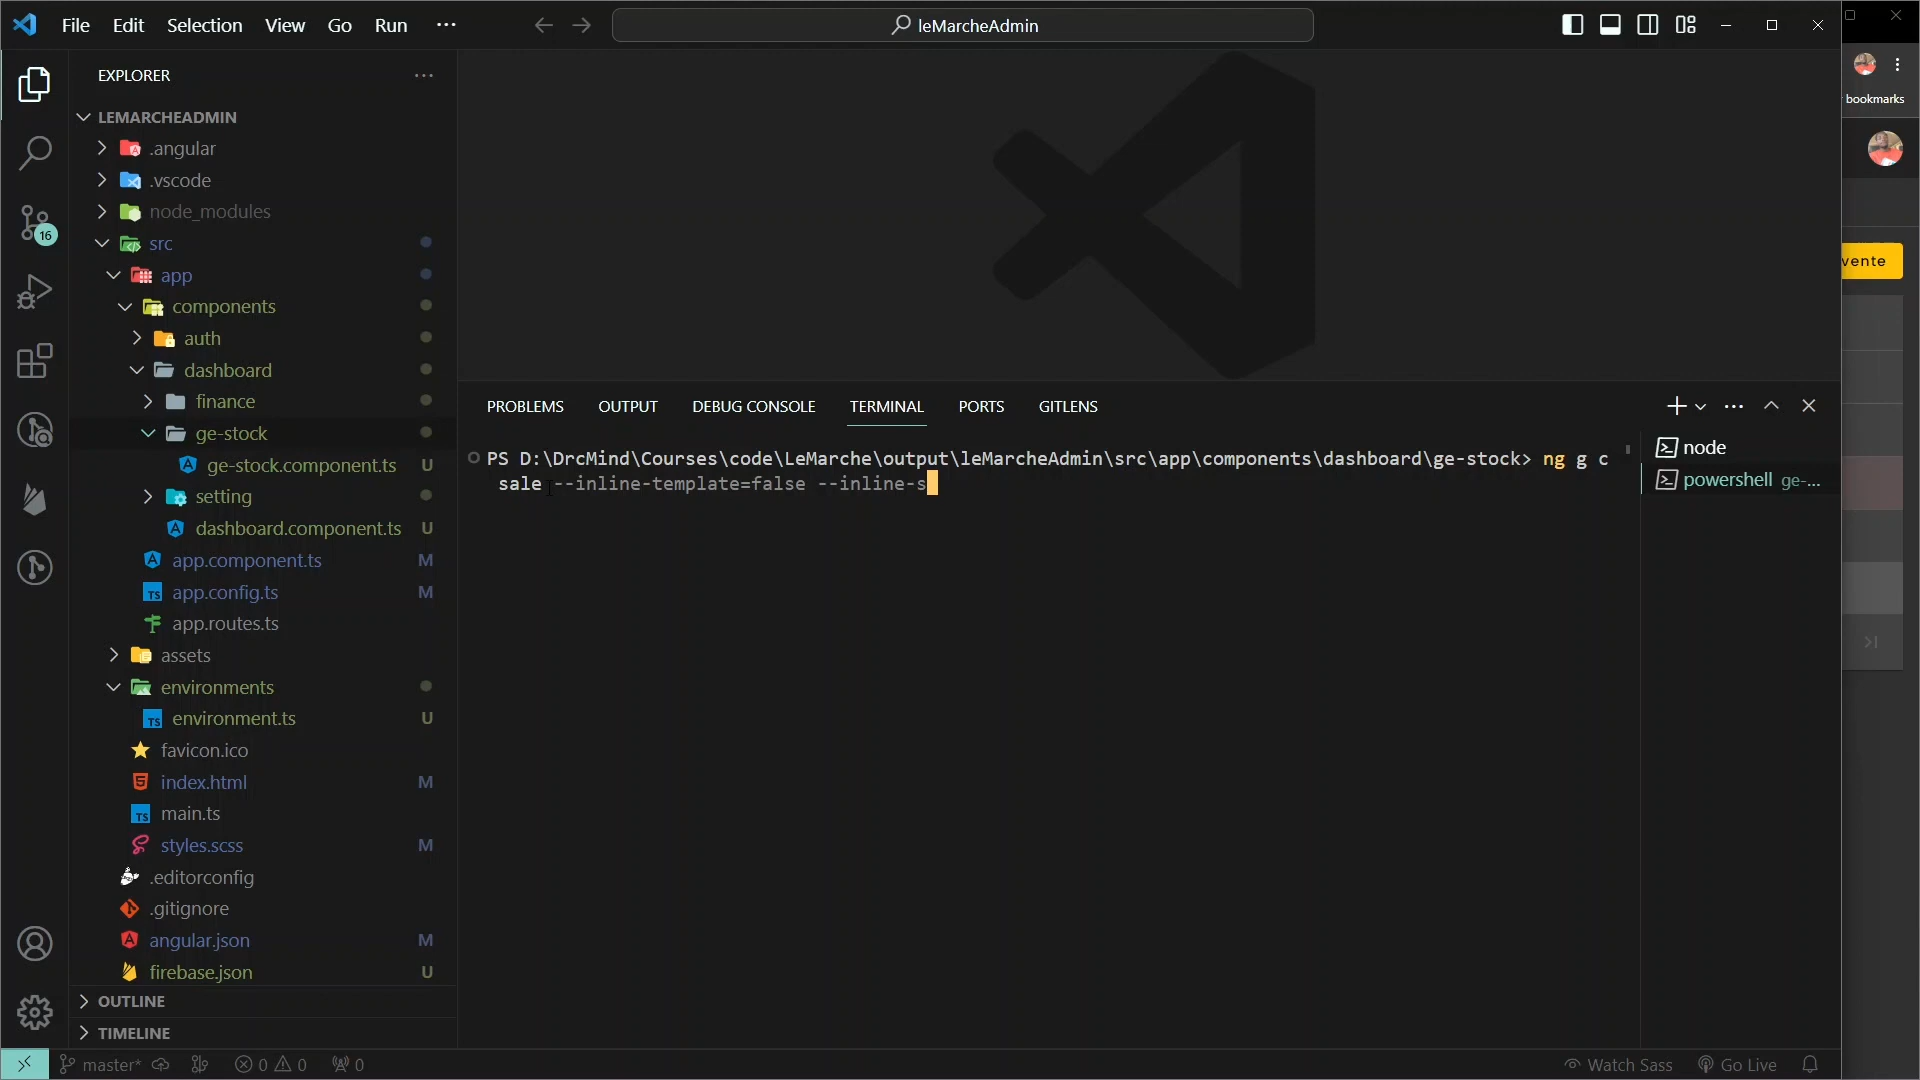 File Edit Selection View Go Run ···
leMarcheAdmin
EXPLORER
LEMARCHEADMIN
.angular
.vscode
node_modules
16
src
app
components
auth
dashboard
finance
ge-stock
ge-stock.component.ts U
setting
dashboard.component.ts U
app.component.ts M
app.config.ts M
app.routes.ts
assets
environments
environment.ts U
favicon.ico
index.html M
main.ts
styles.scss M
.editorconfig
.gitignore
angular.json M
firebase.json U
OUTLINE
TIMELINE
PROBLEMS OUTPUT DEBUG CONSOLE TERMINAL PORTS GITLENS
PS D:\DrcMind\Courses\code\LeMarche\output\leMarcheAdmin\src\app\components\dashboard\ge-stock> ng g c
sale --inline-template=false --inline-s
node
powershell ge-...
bookmarks
vente
master* 0 0 0
Watch Sass Go Live